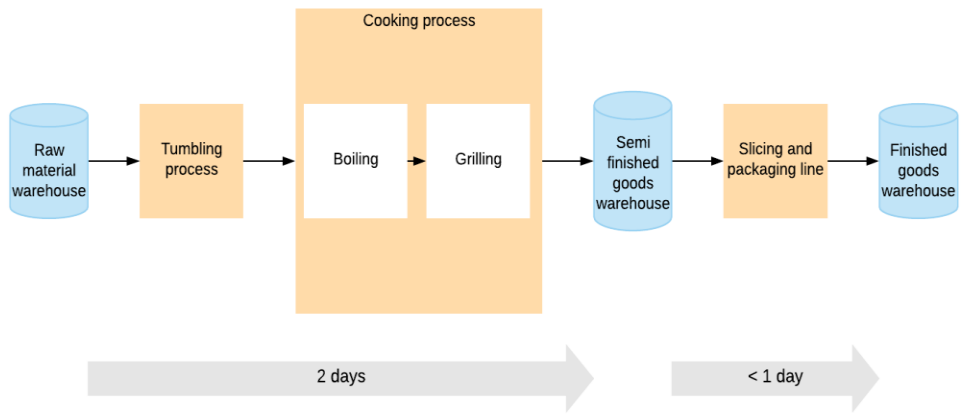 Cooking process
Raw
material
warehouse
Tumbling
process
Boiling
Grilling
Semi
finished
goods
warehouse
Slicing and
packaging line
Finished
goods
warehouse
2 days
< 1 day